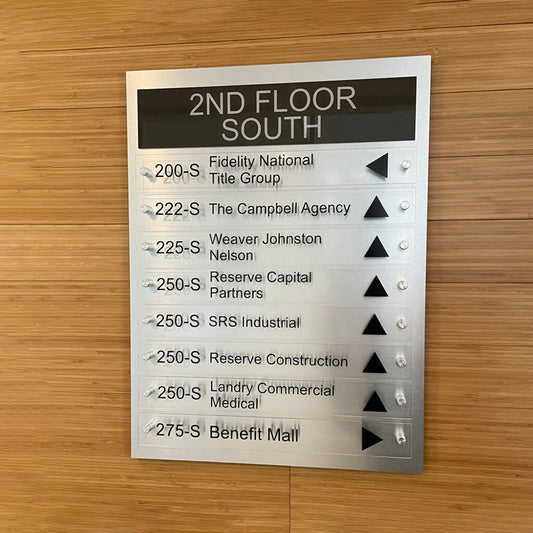 2ND FLOOR
SOUTH
200-S Fidelity National
Title Group
222-S The Campbell Agency
225-S Weaver Johnston
Nelson
250-S Reserve Capital
Partners
250-S SRS Industrial
250-S Reserve Construction
250-S Landry Commercial
Medical
275-S Benefit Mall